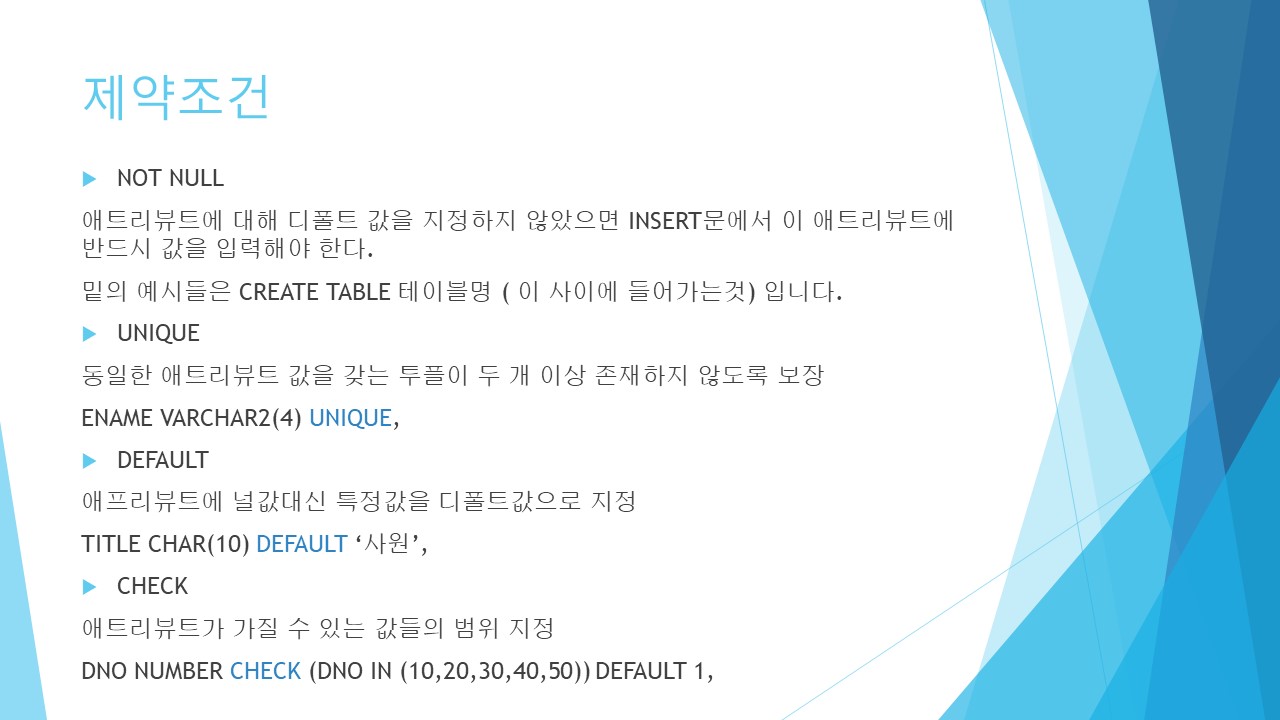 제약조건
NOT NULL
애트리뷰트에 대해 디폴트 값을 지정하지 않았으면 INSERT문에서 이 애트리뷰트에
반드시 값을 입력해야 한다.
밑의 예시들은 CREATE TABLE 테이블명 ( 이 사이에 들어가는것) 입니다.
UNIQUE
동일한 애트리뷰트 값을 갖는 투플이 두 개 이상 존재하지 않도록 보장
ENAME VARCHAR2(4) UNIQUE,
DEFAULT
애프리뷰트에 널값대신 특정값을 디폴트값으로 지정
TITLE CHAR(10) DEFAULT ‘사원’,
CHECK
애트리뷰트가 가질 수 있는 값들의 범위 지정
DNO NUMBER CHECK (DNO IN (10,20,30,40,50)) DEFAULT 1,